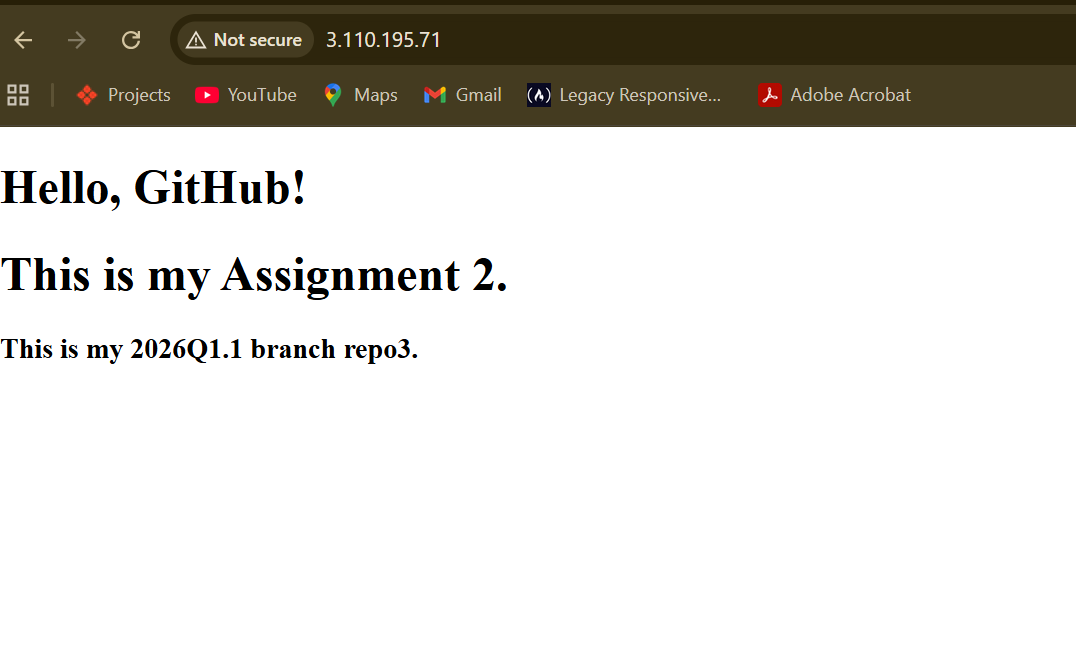 Not secure 3.110.195.71
Projects YouTube Maps Gmail Legacy Responsive... Adobe Acrobat
Hello, GitHub!
This is my Assignment 2.
This is my 2026Q1.1 branch repo3.